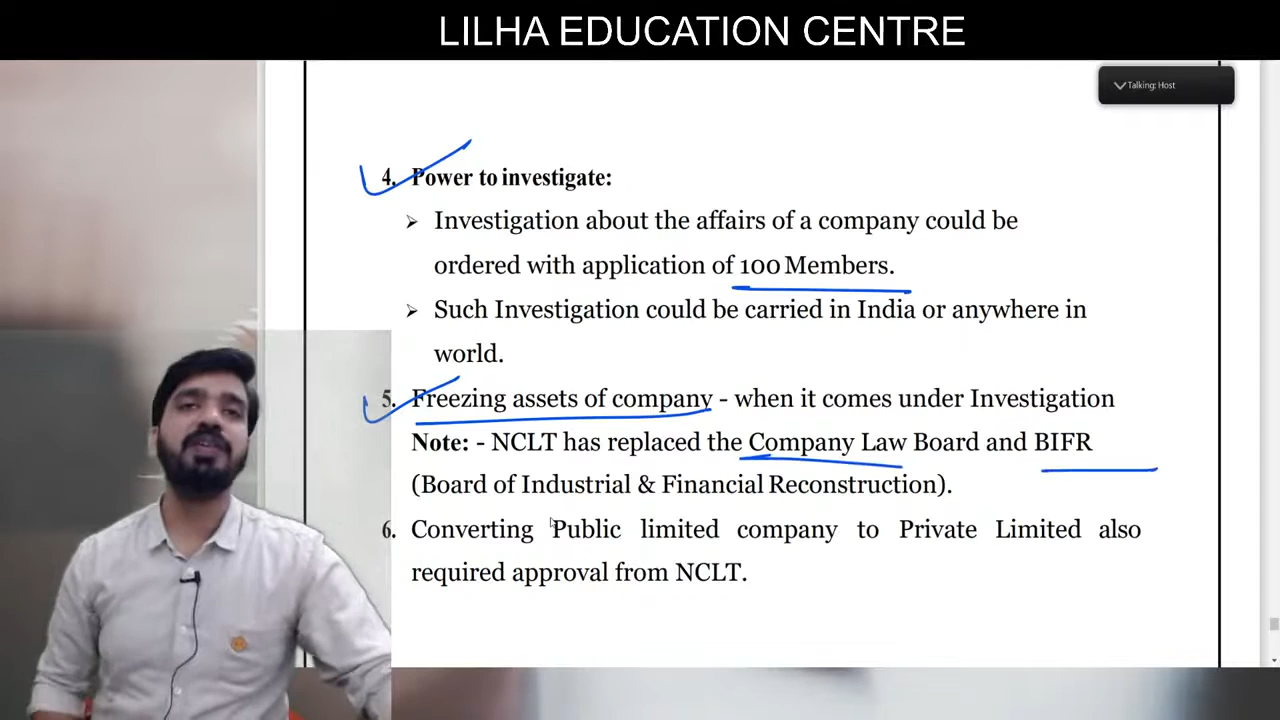 LILHA EDUCATION CENTRE
Talking: Host
4. Power to investigate:
➢ Investigation about the affairs of a company could be
ordered with application of 100 Members.
➢ Such Investigation could be carried in India or anywhere in
world.
5. Freezing assets of company - when it comes under Investigation
Note: - NCLT has replaced the Company Law Board and BIFR
(Board of Industrial & Financial Reconstruction).
6. Converting Public limited company to Private Limited also
required approval from NCLT.